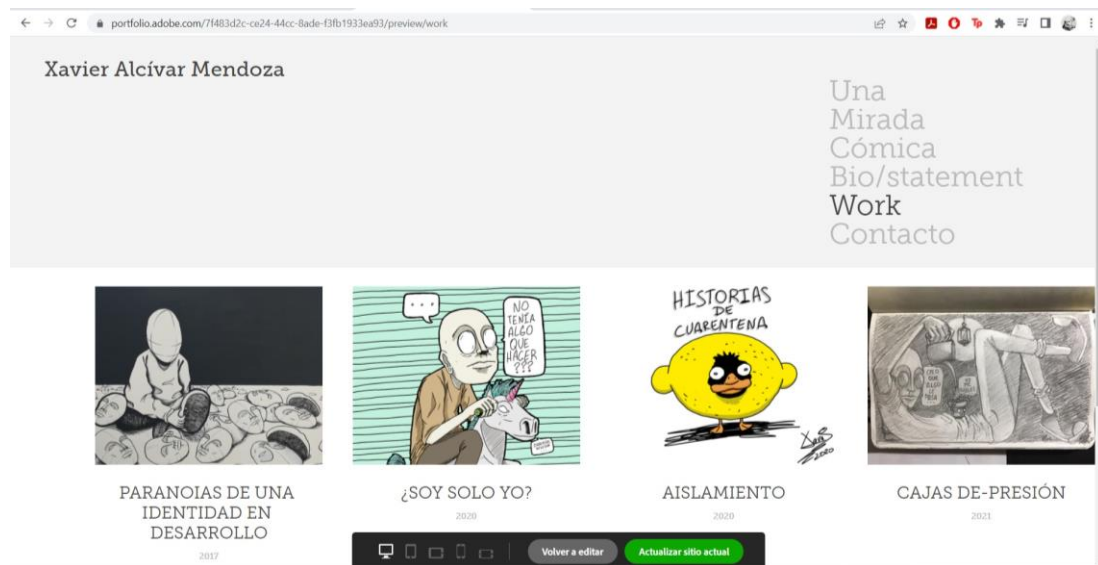 portfolio.adobe.com/7f483d2c-ce24-44cc-8ade-f3fb1933ea93/preview/work
Xavier Alcívar Mendoza
Una
Mirada
Cómica
Bio/statement
Work
Contacto
...
NO
TENÍA
ALGO
QUE
HACER
???
HISTORIAS
DE
CUARENTENA
2020
PARANOIAS DE UNA
IDENTIDAD EN
DESARROLLO
2017
¿SOY SOLO YO?
2020
AISLAMIENTO
2020
CAJAS DE-PRESIÓN
2021
Volver a editar
Actualizar sitio actual